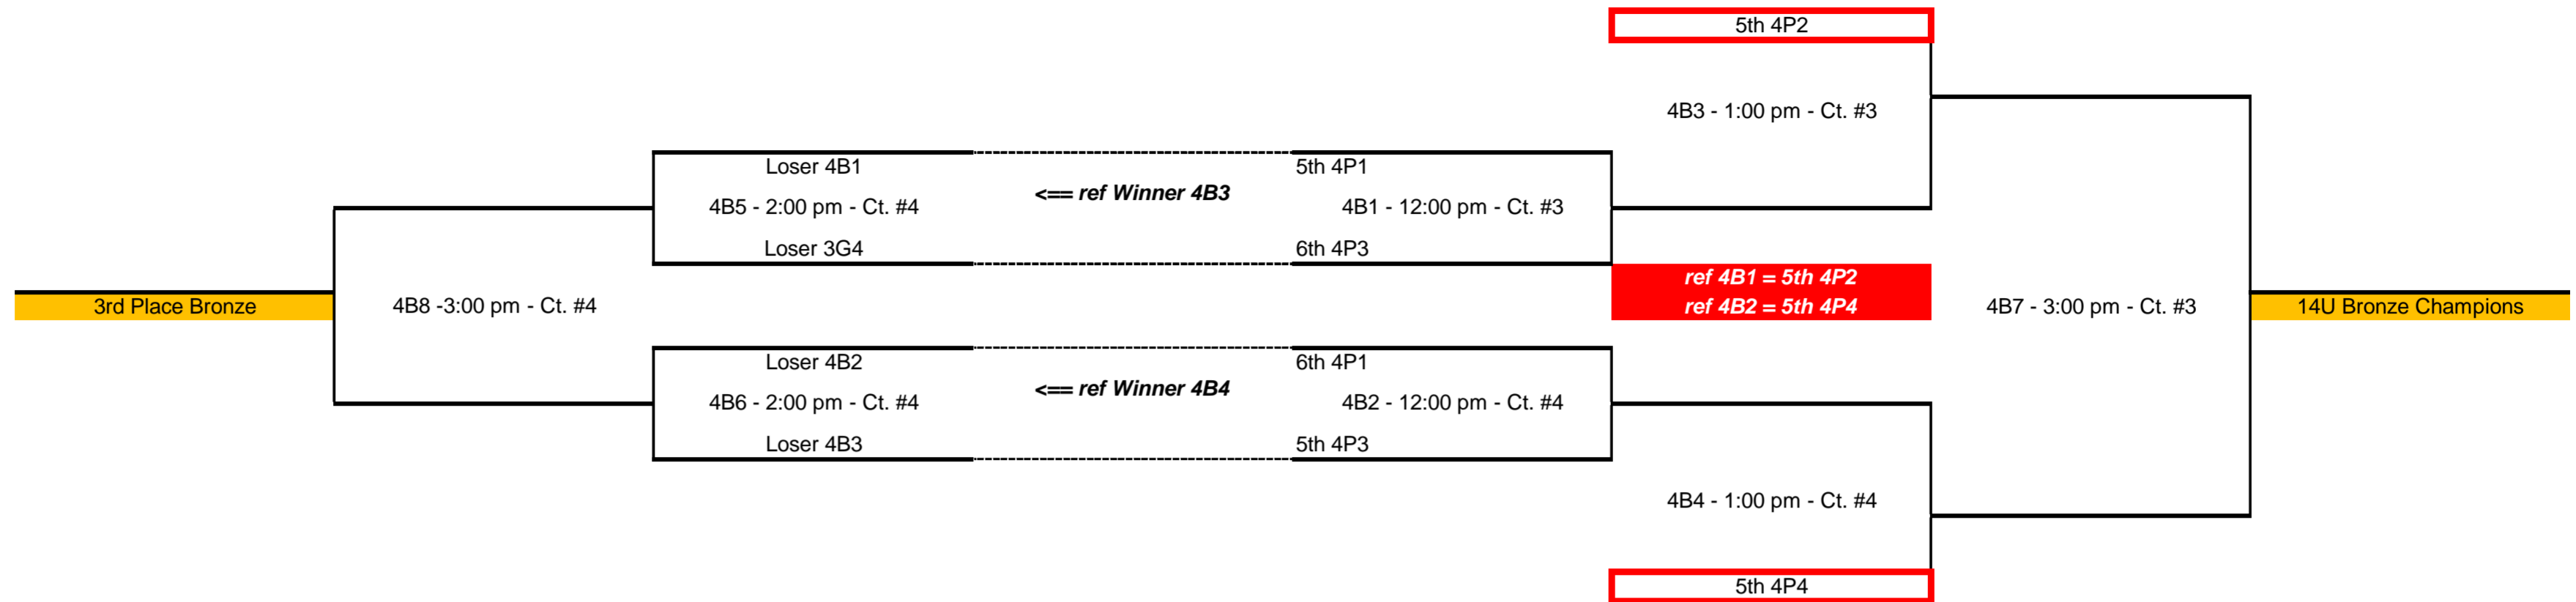 5th 4P2
4B3 - 1:00 pm - Ct. #3
Loser 4B1
5th 4P1
<== ref Winner 4B3
4B5 - 2:00 pm - Ct. #4
4B1 - 12:00 pm - Ct. #3
Loser 3G4
6th 4P3
ref 4B1 = 5th 4P2
3rd Place Bronze
4B8 -3:00 pm - Ct. #4
ref 4B2 = 5th 4P4
4B7 - 3:00 pm - Ct. #3
14U Bronze Champions
Loser 4B2
6th 4P1
<== ref Winner 4B4
4B6 - 2:00 pm - Ct. #4
4B2 - 12:00 pm - Ct. #4
Loser 4B3
5th 4P3
4B4 - 1:00 pm - Ct. #4
5th 4P4